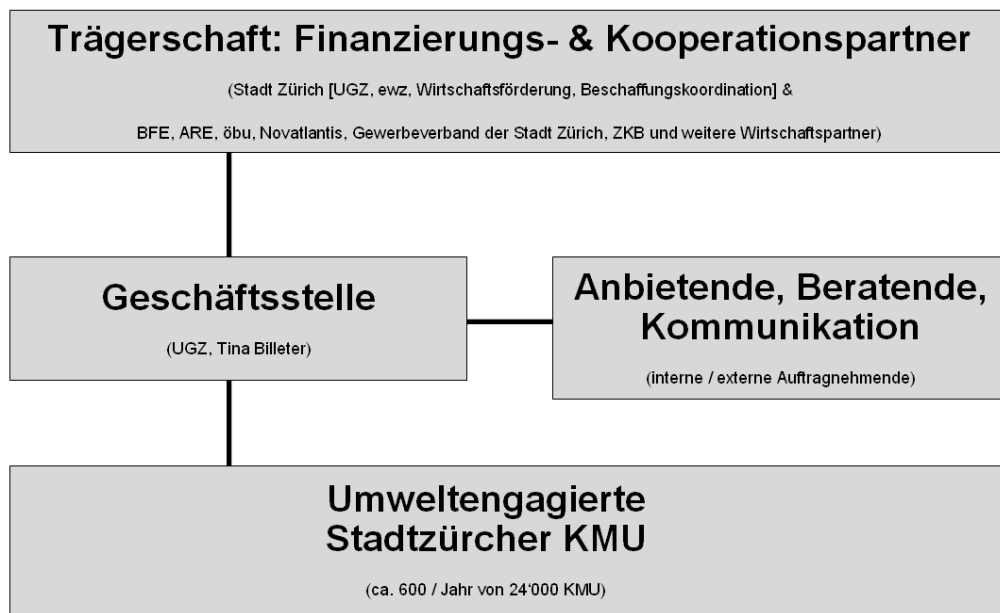 Trägerschaft: Finanzierungs- & Kooperationspartner
(Stadt Zürich [UGZ, ewz, Wirtschaftsförderung, Beschaffungskoordination] &
BFE, ARE, öbu, Novatlantis, Gewerbeverband der Stadt Zürich, ZKB und weitere Wirtschaftspartner)
Geschäftsstelle
(UGZ, Tina Billeter)
Anbietende, Beratende,
Kommunikation
(interne / externe Auftragnehmende)
Umweltengagierte
Stadtzürcher KMU
(ca. 600 / Jahr von 24'000 KMU)